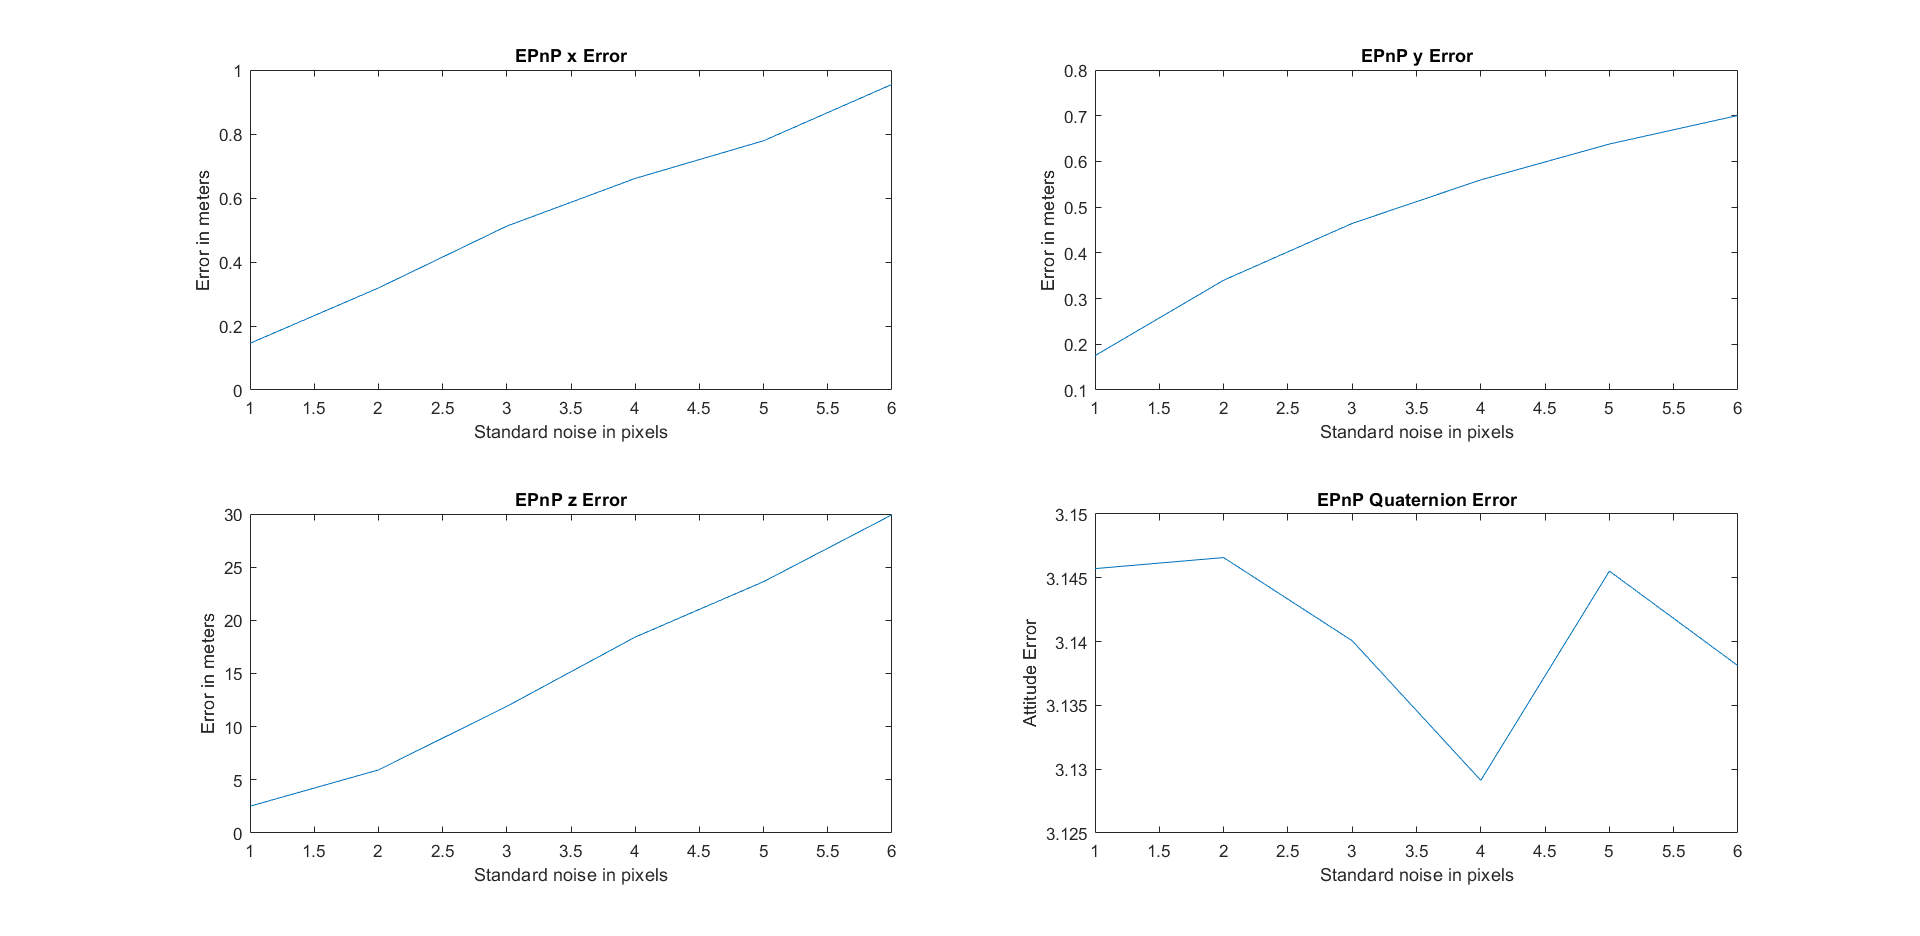 EPnP x Error
1
0.8
0.6
0.4
0.2
0
Error in meters
1 1.5 2 2.5 3 3.5 4 4.5 5 5.5 6
Standard noise in pixels
EPnP y Error
0.8
0.7
0.6
0.5
0.4
0.3
0.2
0.1
Error in meters
1 1.5 2 2.5 3 3.5 4 4.5 5 5.5 6
Standard noise in pixels
EPnP z Error
30
25
20
15
10
5
0
Error in meters
1 1.5 2 2.5 3 3.5 4 4.5 5 5.5 6
Standard noise in pixels
EPnP Quaternion Error
3.15
3.145
3.14
3.135
3.13
3.125
Attitude Error
1 1.5 2 2.5 3 3.5 4 4.5 5 5.5 6
Standard noise in pixels